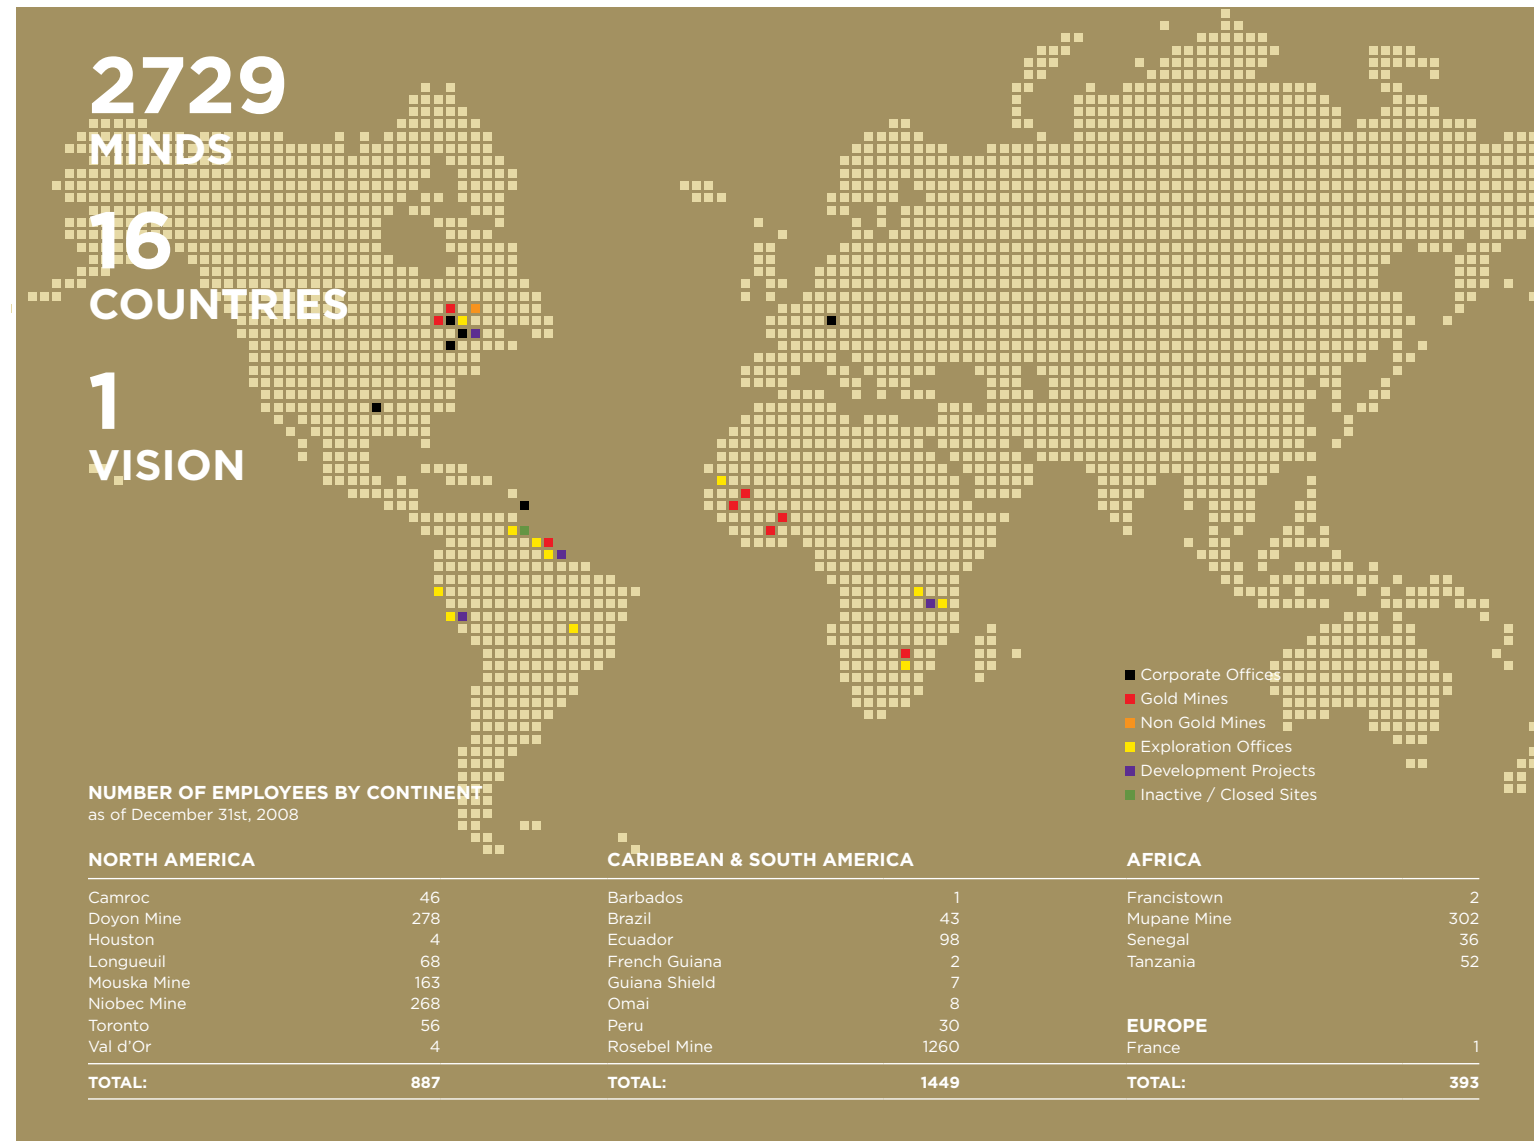 2729
MINDS
16
COUNTRIES
1
VISION
Corporate Offices
Gold Mines
Non Gold Mines
Exploration Offices
Development Projects
Inactive / Closed Sites
NUMBER OF EMPLOYEES BY CONTINENT
as of December 31st, 2008
NORTH AMERICA
Camroc 46
Doyon Mine 278
Houston 4
Longueuil 68
Mouska Mine 163
Niobec Mine 268
Toronto 56
Val d’Or 4
TOTAL: 887
CARIBBEAN & SOUTH AMERICA
Barbados 1
Brazil 43
Ecuador 98
French Guiana 2
Guiana Shield 7
Omai 8
Peru 30
Rosebel Mine 1260
TOTAL: 1449
AFRICA
Francistown 2
Mupane Mine 302
Senegal 36
Tanzania 52
EUROPE
France 1
TOTAL: 393